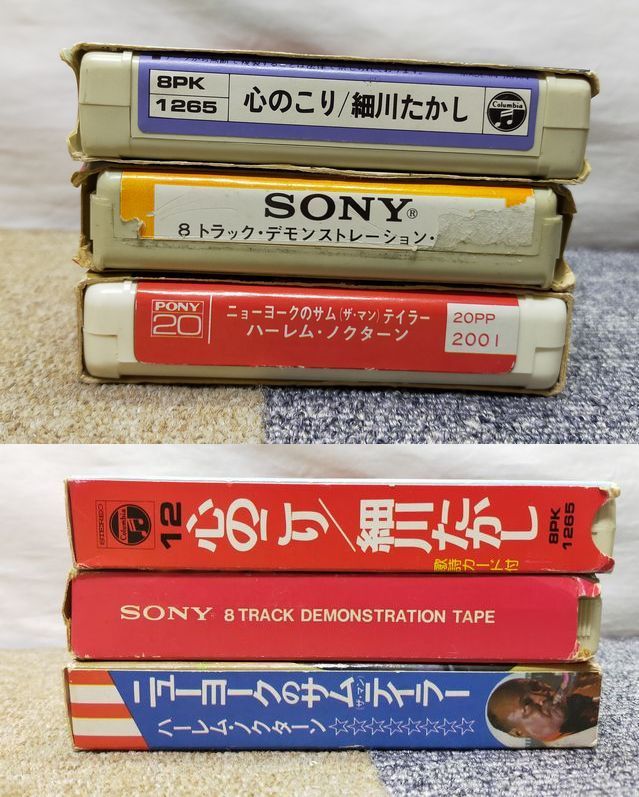 8PK
1265
心のこり/細川たかし
Columbia
SONY®
8トラック・デモンストレーション・
PONY
20
ニューヨークのサム(ザ・マン)テイラー
ハーレム・ノクターン
20PP
2001
STEREO
Columbia
12
心のこり/細川たかし
歌詩カード付
8PK
1265
SONY 8 TRACK DEMONSTRATION TAPE
ニューヨークのサム(ザ・マン)テイラー
ハーレム・ノクターン☆☆☆☆☆☆☆☆